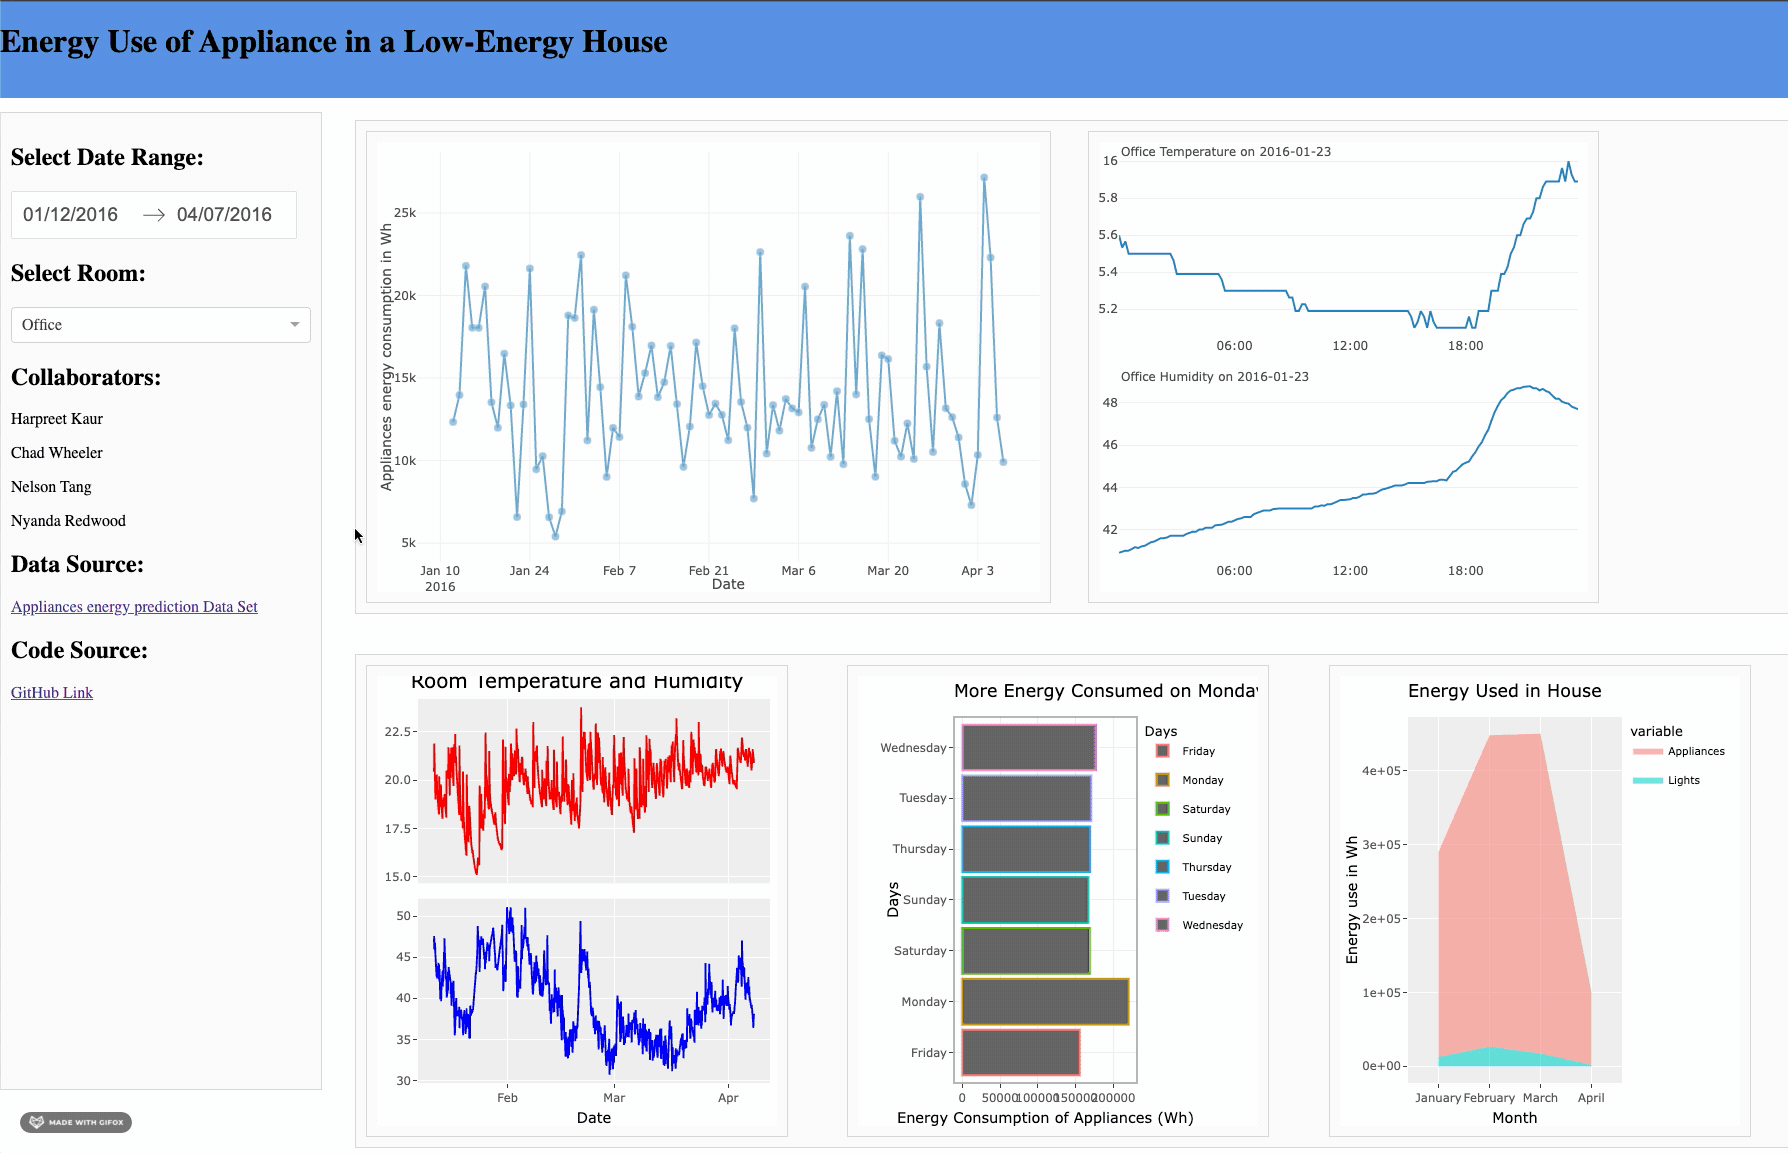 Energy Use of Appliance in a Low-Energy House
Select Date Range:
01/12/2016 → 04/07/2016
Select Room:
Office
Collaborators:
Harpreet Kaur
Chad Wheeler
Nelson Tang
Nyanda Redwood
Data Source:
Appliances energy prediction Data Set
Code Source:
GitHub Link
MADE WITH GIFOX
Appliances energy consumption in Wh
25k
20k
15k
10k
5k
Jan 10 Jan 24 Feb 7 Feb 21 Mar 6 Mar 20 Apr 3
2016
Date
Office Temperature on 2016-01-23
16
5.8
5.6
5.4
5.2
06:00 12:00 18:00
Office Humidity on 2016-01-23
48
46
44
42
06:00 12:00 18:00
Room Temperature and Humidity
22.5
20.0
17.5
15.0
50
45
40
35
30
Feb Mar Apr
Date
More Energy Consumed on Monday
Days
Wednesday
Tuesday
Thursday
Sunday
Saturday
Monday
Friday
0 50000 100000 150000 200000
Energy Consumption of Appliances (Wh)
Days
Friday
Monday
Saturday
Sunday
Thursday
Tuesday
Wednesday
Energy Used in House
Energy use in Wh
4e+05
3e+05
2e+05
1e+05
0e+00
January February March April
Month
variable
Appliances
Lights